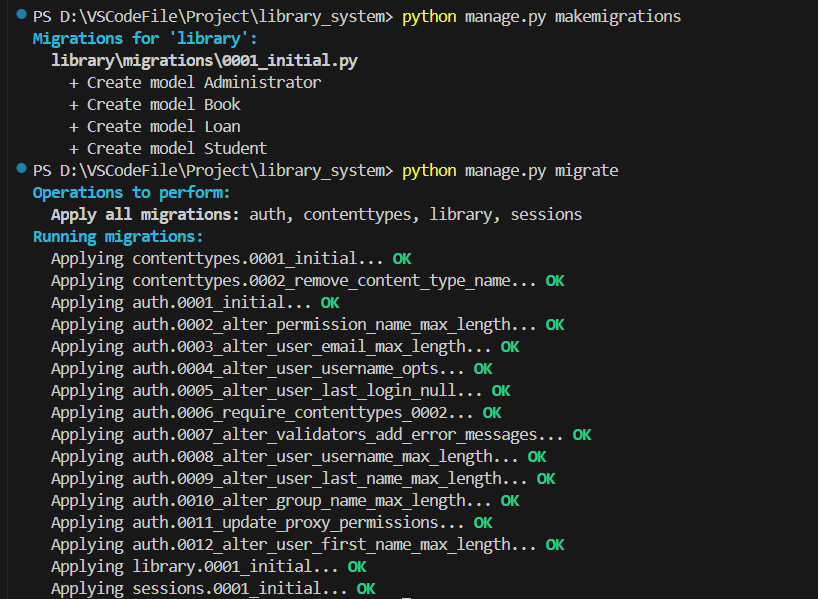 PS D:\VSCodeFile\Project\library_system> python manage.py makemigrations
Migrations for 'library':
library\migrations\0001_initial.py
+ Create model Administrator
+ Create model Book
+ Create model Loan
+ Create model Student
PS D:\VSCodeFile\Project\library_system> python manage.py migrate
Operations to perform:
Apply all migrations: auth, contenttypes, library, sessions
Running migrations:
Applying contenttypes.0001_initial... OK
Applying contenttypes.0002_remove_content_type_name... OK
Applying auth.0001_initial... OK
Applying auth.0002_alter_permission_name_max_length... OK
Applying auth.0003_alter_user_email_max_length... OK
Applying auth.0004_alter_user_username_opts... OK
Applying auth.0005_alter_user_last_login_null... OK
Applying auth.0006_require_contenttypes_0002... OK
Applying auth.0007_alter_validators_add_error_messages... OK
Applying auth.0008_alter_user_username_max_length... OK
Applying auth.0009_alter_user_last_name_max_length... OK
Applying auth.0010_alter_group_name_max_length... OK
Applying auth.0011_update_proxy_permissions... OK
Applying auth.0012_alter_user_first_name_max_length... OK
Applying library.0001_initial... OK
Applying sessions.0001_initial... OK